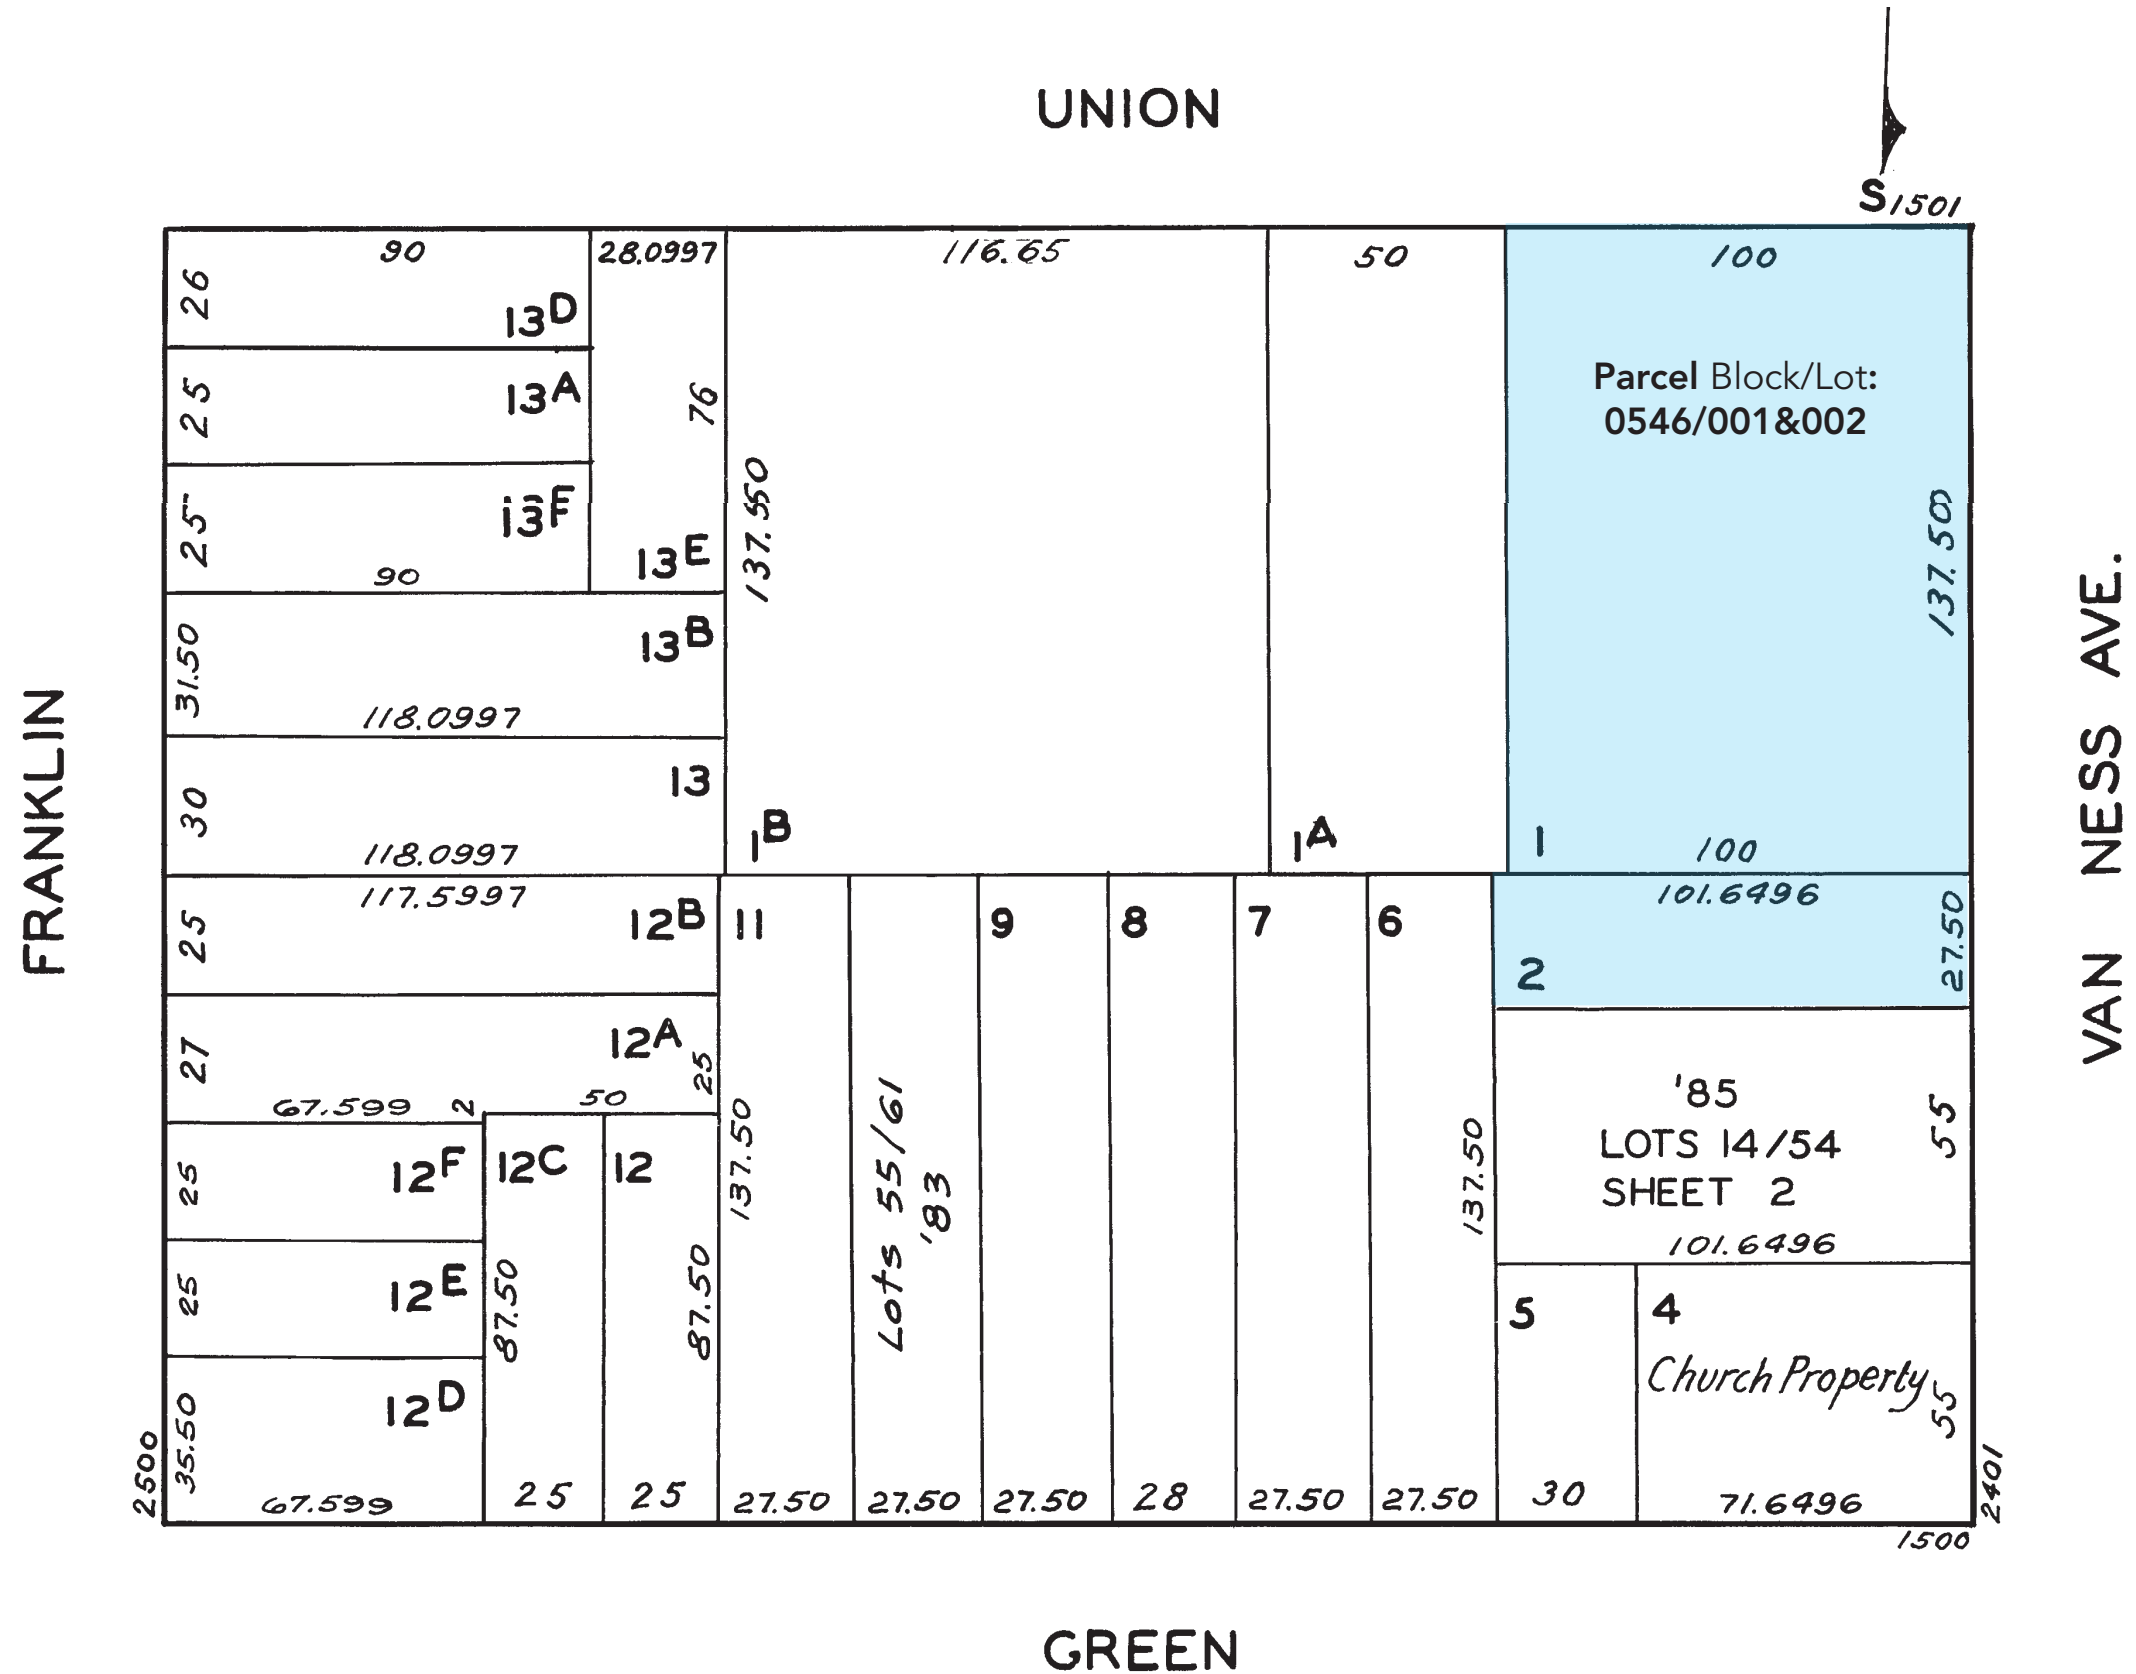 UNION
S 1501
90
28.0997
116.65
50
100
26
13D
Parcel Block/Lot:
0546/001&002
25
13A
76
25
13F
90
13E
137.50
137.50
31.50
13B
118.0997
30
13
118.0997
1B
1A
1
100
FRANKLIN
VAN NESS AVE.
117.5997
25
12B
11
9
8
7
6
101.6496
2
27.50
27
12A
25
67.599
2
50
'85
LOTS 14/54
SHEET 2
55
101.6496
25
12F
12C
12
137.50
Lots 55/61
'83
137.50
25
12E
87.50
87.50
5
4
Church Property
55
35.50
12D
2500
67.599
25
25
27.50
27.50
27.50
28
27.50
27.50
30
71.6496
2401
1500
GREEN